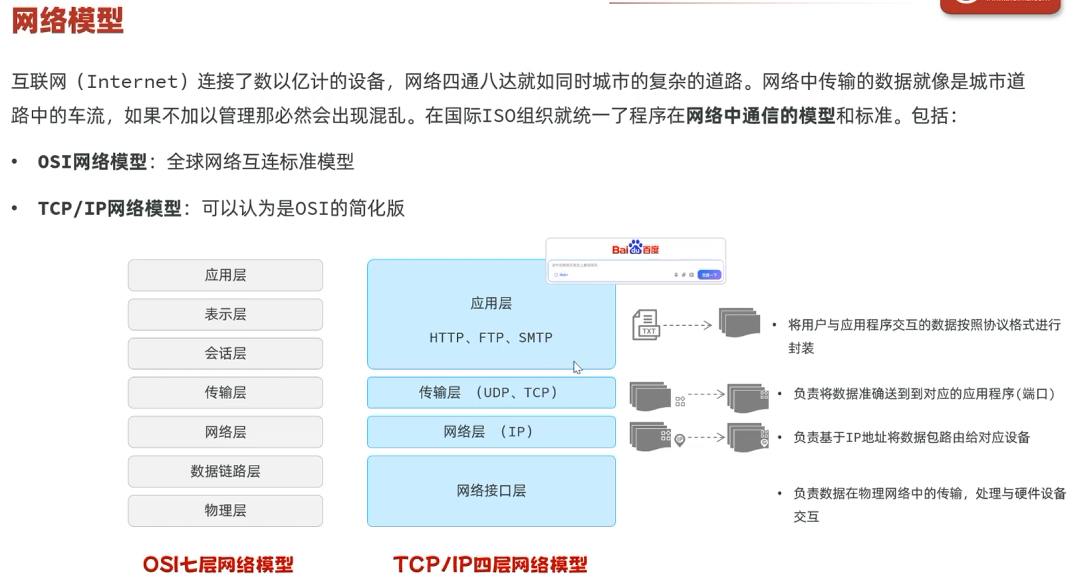 网络模型
互联网（Internet）连接了数以亿计的设备，网络四通八达就如同时城市的复杂的道路。网络中传输的数据就像是城市道
路中的车流，如果不加以管理那必然会出现混乱。在国际ISO组织就统一了程序在网络中通信的模型和标准。包括：
• OSI网络模型：全球网络互连标准模型
• TCP/IP网络模型：可以认为是OSI的简化版
Bai du 百度
百度一下
应用层
表示层
会话层
传输层
网络层
数据链路层
物理层
OSI七层网络模型
应用层
HTTP、FTP、SMTP
传输层 （UDP、TCP）
网络层 （IP）
网络接口层
TCP/IP四层网络模型
TXT
• 将用户与应用程序交互的数据按照协议格式进行
封装
• 负责将数据准确送到到对应的应用程序(端口)
• 负责基于IP地址将数据包路由给对应设备
• 负责数据在物理网络中的传输，处理与硬件设备
交互